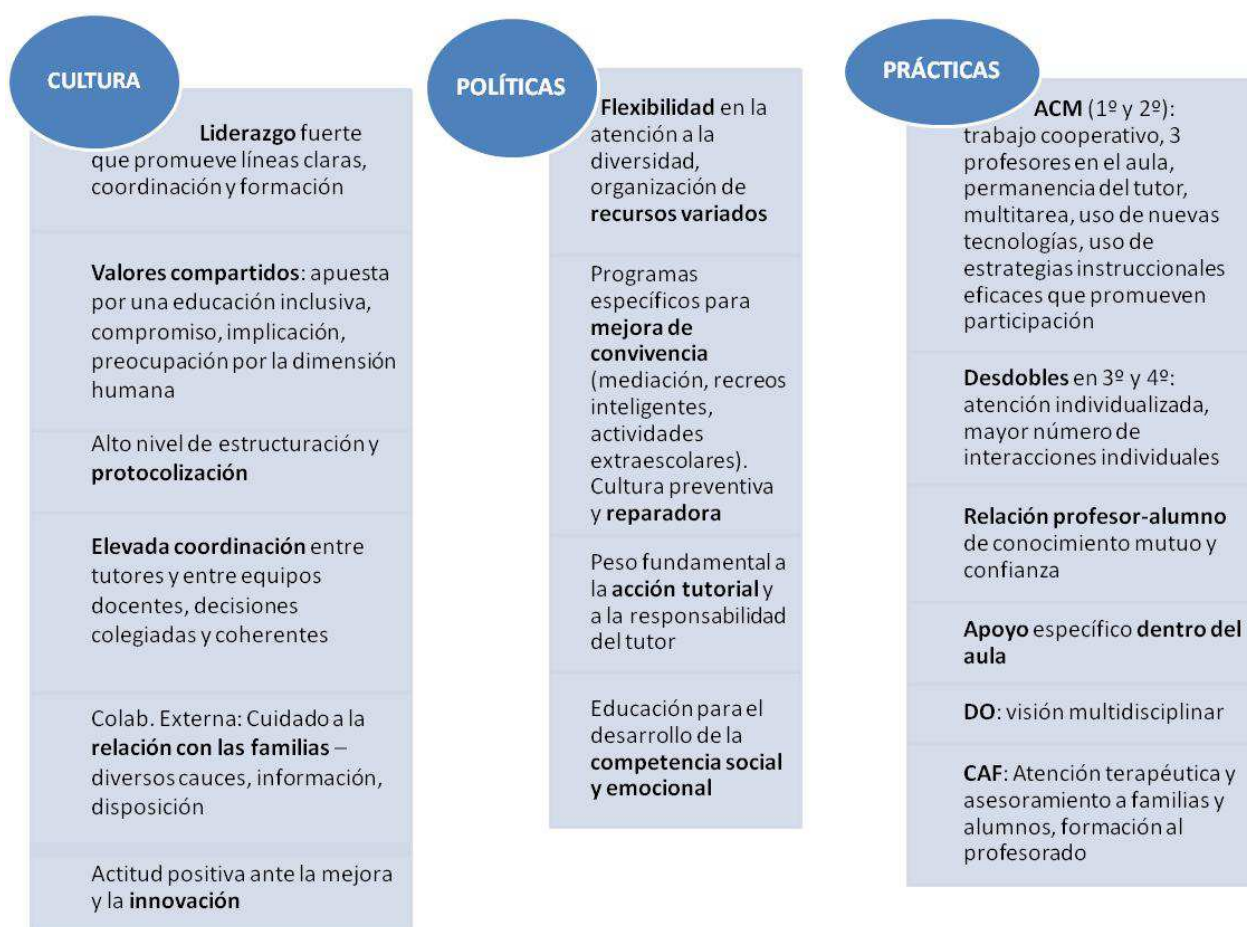 CULTURA
Liderazgo fuerte
que promueve líneas claras,
coordinación y formación
Valores compartidos: apuesta
por una educación inclusiva,
compromiso, implicación,
preocupación por la dimensión
humana
Alto nivel de estructuración y
protocolización
Elevada coordinación entre
tutores y entre equipos
docentes, decisiones
colegiadas y coherentes
Colab. Externa: Cuidado a la
relación con las familias –
diversos cauces, información,
disposición
Actitud positiva ante la mejora
y la innovación
POLÍTICAS
Flexibilidad en la
atención a la
diversidad,
organización de
recursos variados
Programas
específicos para
mejora de
convivencia
(mediación, recreos
inteligentes,
actividades
extraescolares).
Cultura preventiva
y reparadora
Peso fundamental a
la acción tutorial y
a la responsabilidad
del tutor
Educación para el
desarrollo de la
competencia social
y emocional
PRÁCTICAS
ACM (1º y 2º):
trabajo cooperativo, 3
profesores en el aula,
permanencia del tutor,
multitarea, uso de nuevas
tecnologías, uso de
estrategias instruccionales
eficaces que promueven
participación
Desdobles en 3º y 4º:
atención individualizada,
mayor número de
interacciones individuales
Relación profesor-alumno
de conocimiento mutuo y
confianza
Apoyo específico dentro del
aula
DO: visión multidisciplinar
CAF: Atención terapéutica y
asesoramiento a familias y
alumnos, formación al
profesorado